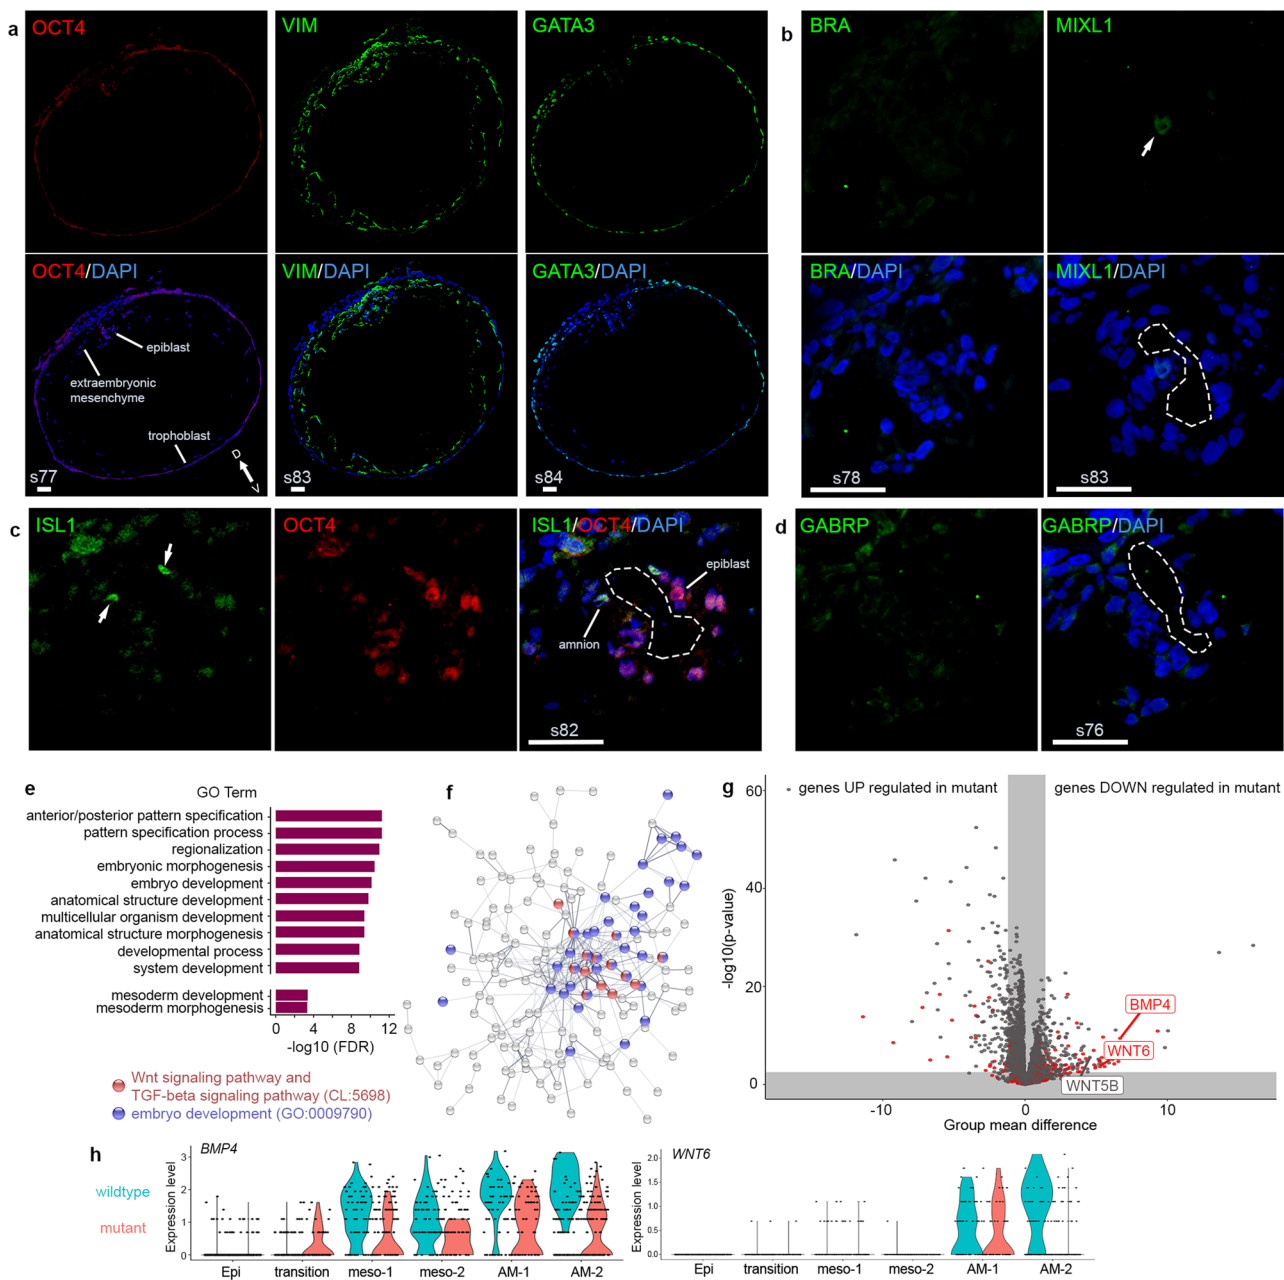 a
OCT4
VIM
GATA3
b
BRA
MIXL1
OCT4/DAPI
epiblast
extraembryonic
mesenchyme
trophoblast
D
V
s77
VIM/DAPI
s83
GATA3/DAPI
s84
BRA/DAPI
s78
MIXL1/DAPI
s83
c
ISL1
OCT4
ISL1/OCT4/DAPI
epiblast
amnion
s82
d
GABRP
GABRP/DAPI
s76
e
GO Term
anterior/posterior pattern specification
pattern specification process
regionalization
embryonic morphogenesis
embryo development
anatomical structure development
multicellular organism development
anatomical structure morphogenesis
developmental process
system development
mesoderm development
mesoderm morphogenesis
0 4 8 12
-log10 (FDR)
f
Wnt signaling pathway and
TGF-beta signaling pathway (CL:5698)
embryo development (GO:0009790)
g
genes UP regulated in mutant
genes DOWN regulated in mutant
60
40
20
0
-log10(p-value)
BMP4
WNT6
WNT5B
-10 0 10
Group mean difference
h
wildtype
mutant
BMP4
Expression level
3
2
1
0
Epi transition meso-1 meso-2 AM-1 AM-2
WNT6
Expression level
2.0
1.5
1.0
0.5
0.0
Epi transition meso-1 meso-2 AM-1 AM-2